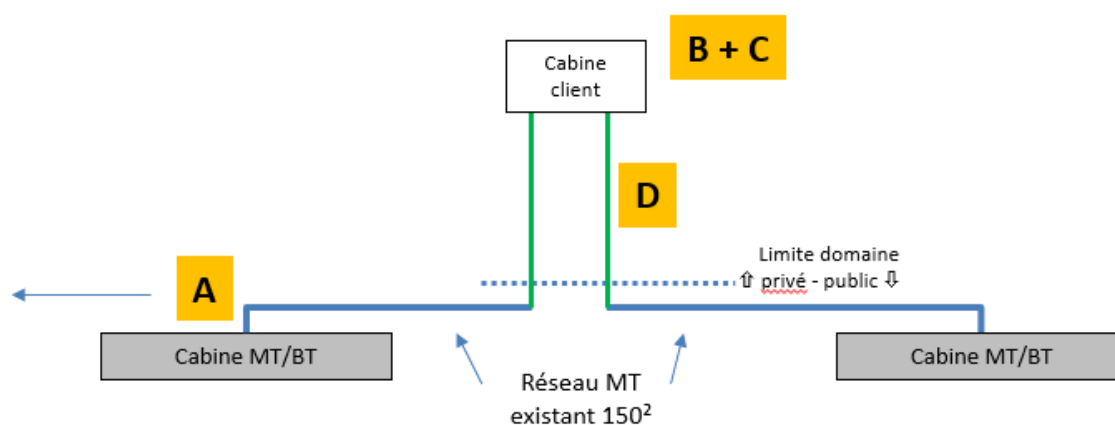 B + C
Cabine
client
D
Limite domaine
⇧ privé - public ⇩
A
Cabine MT/BT
Cabine MT/BT
Réseau MT
existant 150²